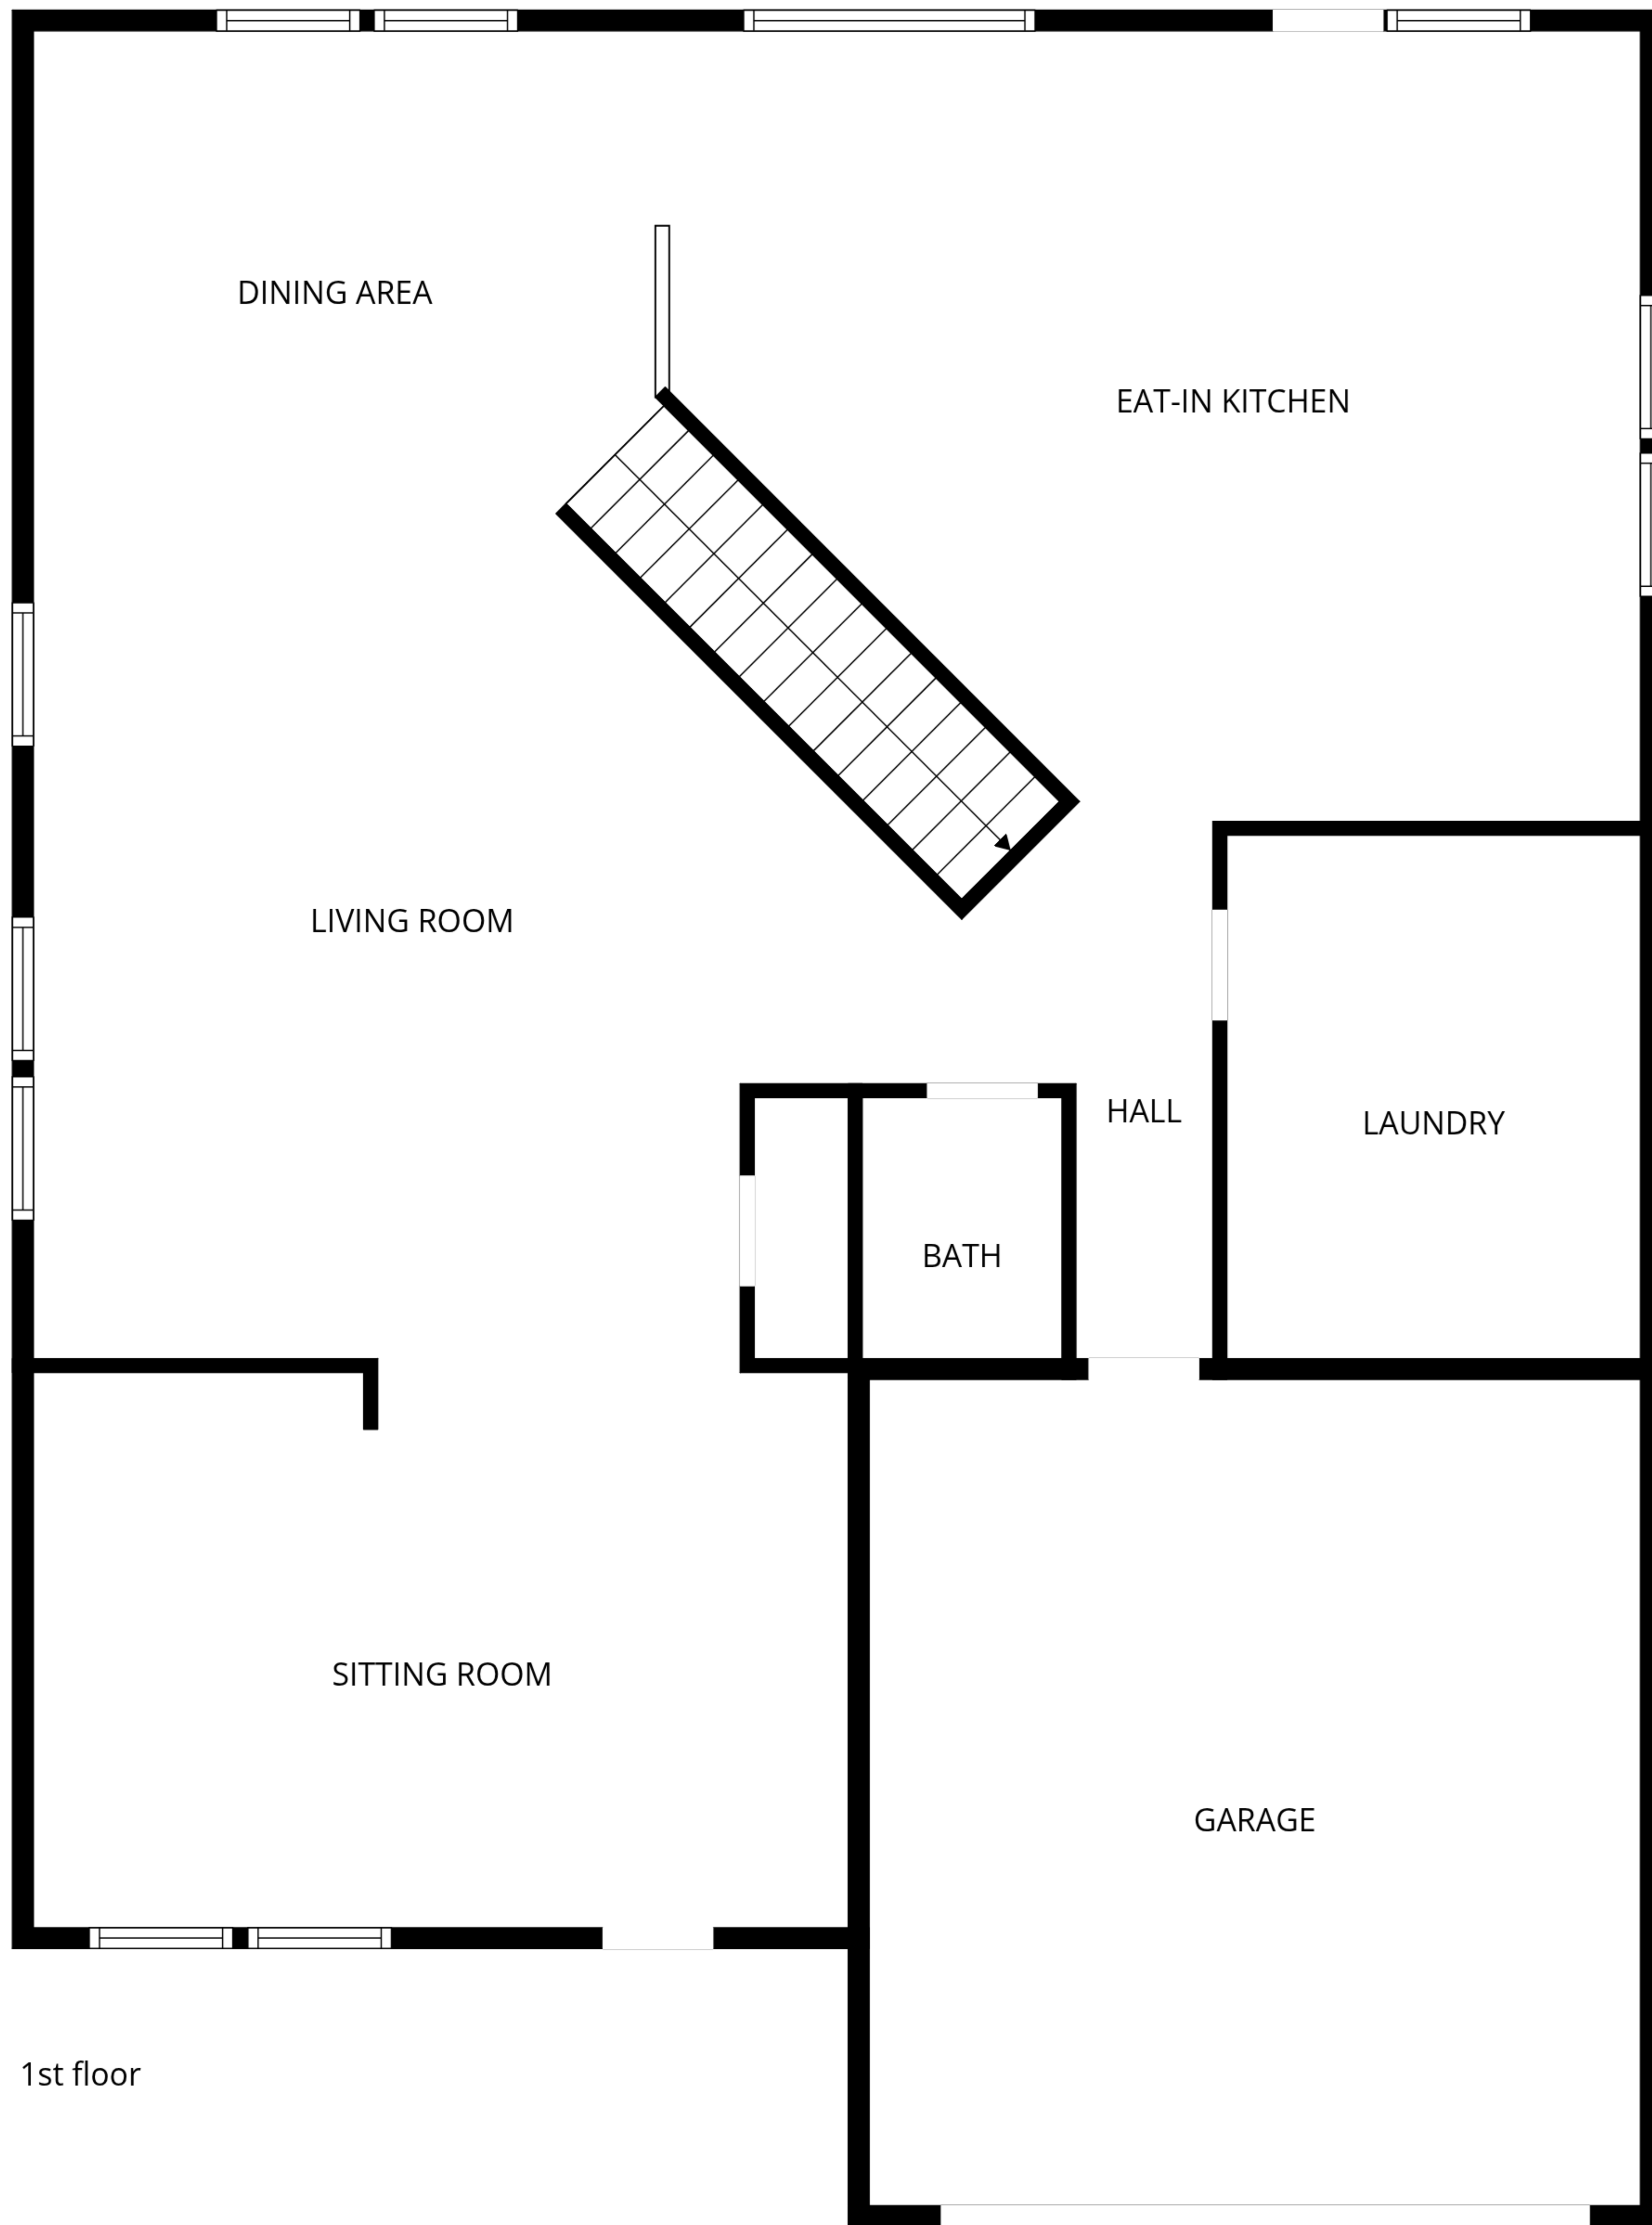 DINING AREA
EAT-IN KITCHEN
LIVING ROOM
HALL
LAUNDRY
BATH
SITTING ROOM
GARAGE
1st floor